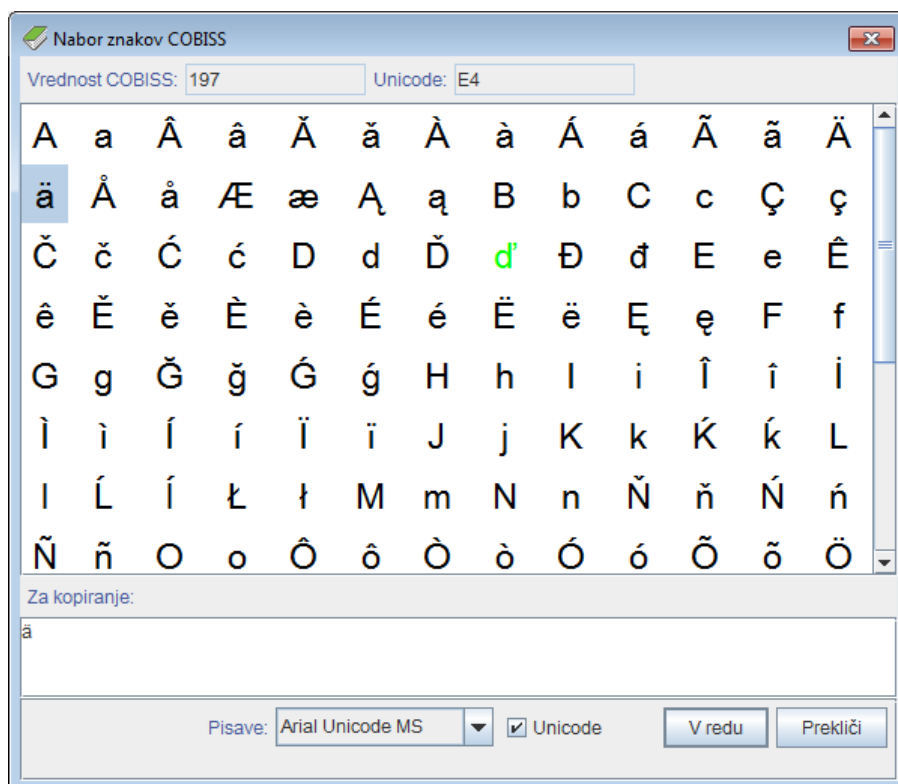 Nabor znakov COBISS
Vrednost COBISS: 197 Unicode: E4
A a Â â Ǎ ǎ À à Á á Ã ã Ä
ä Å å Æ æ Ą ą B b C c Ç ç
Č č Ć ć D d Ď ď Đ đ E e Ê
ê Ě ě È è É é Ë ë Ę ę F f
G g Ğ ğ Ǵ ǵ H h I i Î î İ
Ì ì Í í Ï ï J j K k Ḱ ḱ L
l Ĺ ĺ Ł ł M m N n Ň ň Ń ń
Ñ ñ O o Ô ô Ò ò Ó ó Õ õ Ö
Za kopiranje:
ä
Pisave: Arial Unicode MS Unicode V redu Prekliči